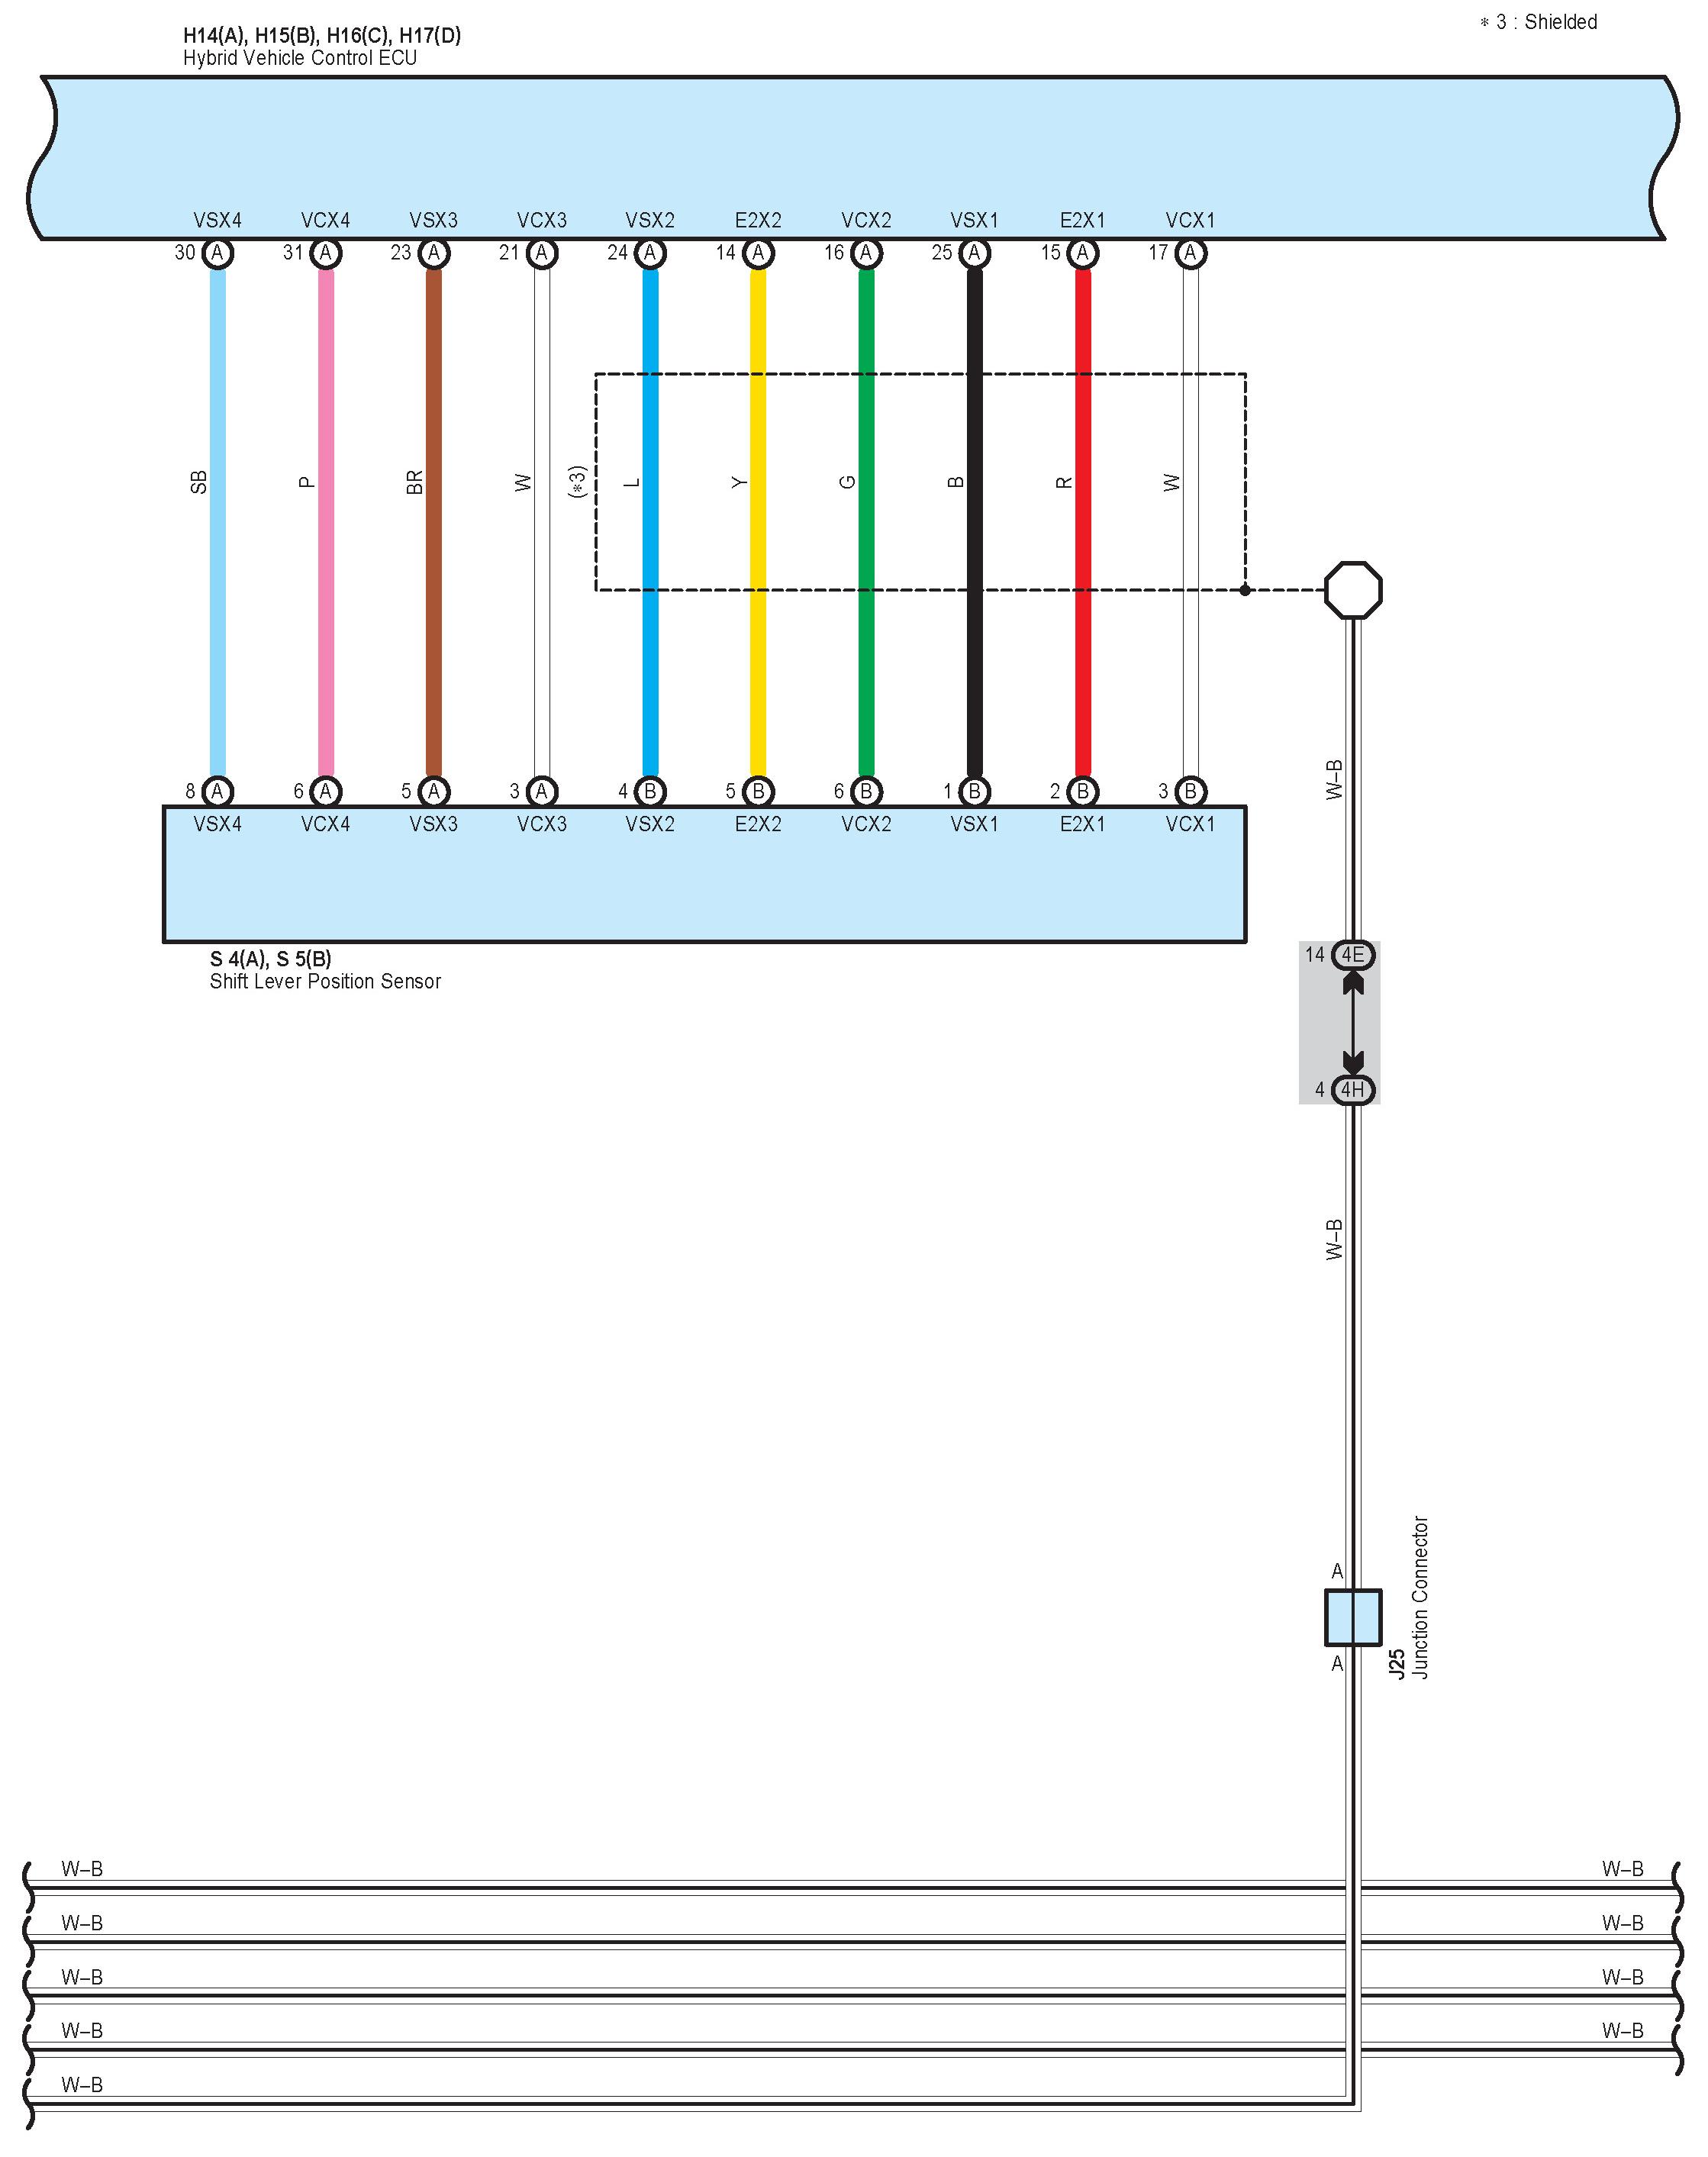 * 3 : Shielded
H14(A), H15(B), H16(C), H17(D)
Hybrid Vehicle Control ECU
VSX4 VCX4 VSX3 VCX3 VSX2 E2X2 VCX2 VSX1 E2X1 VCX1
30 A 31 A 23 A 21 A 24 A 14 A 16 A 25 A 15 A 17 A
SB P BR W (*3) L Y G B R W
W–B
8 A 6 A 5 A 3 A 4 B 5 B 6 B 1 B 2 B 3 B
VSX4 VCX4 VSX3 VCX3 VSX2 E2X2 VCX2 VSX1 E2X1 VCX1
S 4(A), S 5(B)
Shift Lever Position Sensor
14 4E
4 4H
W–B
A
A
J25
Junction Connector
W–B W–B
W–B W–B
W–B W–B
W–B W–B
W–B